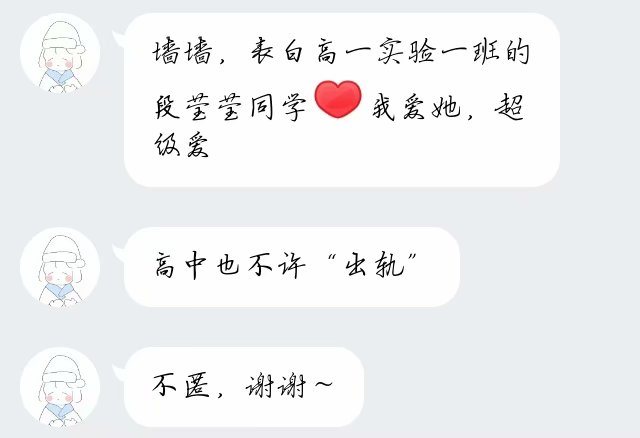 墙墙，表白高一实验一班的
段莹莹同学❤️我爱她，超
级爱
高中也不许“出轨”
不匿，谢谢～